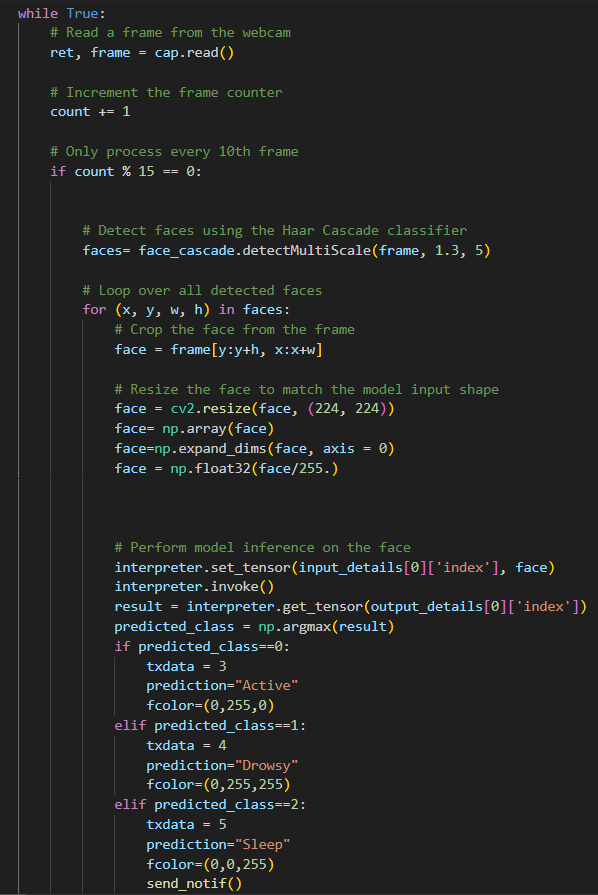 while True:
    # Read a frame from the webcam
    ret, frame = cap.read()
    # Increment the frame counter
    count += 1
    # Only process every 10th frame
    if count % 15 == 0:
        # Detect faces using the Haar Cascade classifier
        faces= face_cascade.detectMultiScale(frame, 1.3, 5)
        # Loop over all detected faces
        for (x, y, w, h) in faces:
            # Crop the face from the frame
            face = frame[y:y+h, x:x+w]
            # Resize the face to match the model input shape
            face = cv2.resize(face, (224, 224))
            face= np.array(face)
            face=np.expand_dims(face, axis = 0)
            face = np.float32(face/255.)
            # Perform model inference on the face
            interpreter.set_tensor(input_details[0]['index'], face)
            interpreter.invoke()
            result = interpreter.get_tensor(output_details[0]['index'])
            predicted_class = np.argmax(result)
            if predicted_class==0:
                txdata = 3
                prediction="Active"
                fcolor=(0,255,0)
            elif predicted_class==1:
                txdata = 4
                prediction="Drowsy"
                fcolor=(0,255,255)
            elif predicted_class==2:
                txdata = 5
                prediction="Sleep"
                fcolor=(0,0,255)
                send_notif()